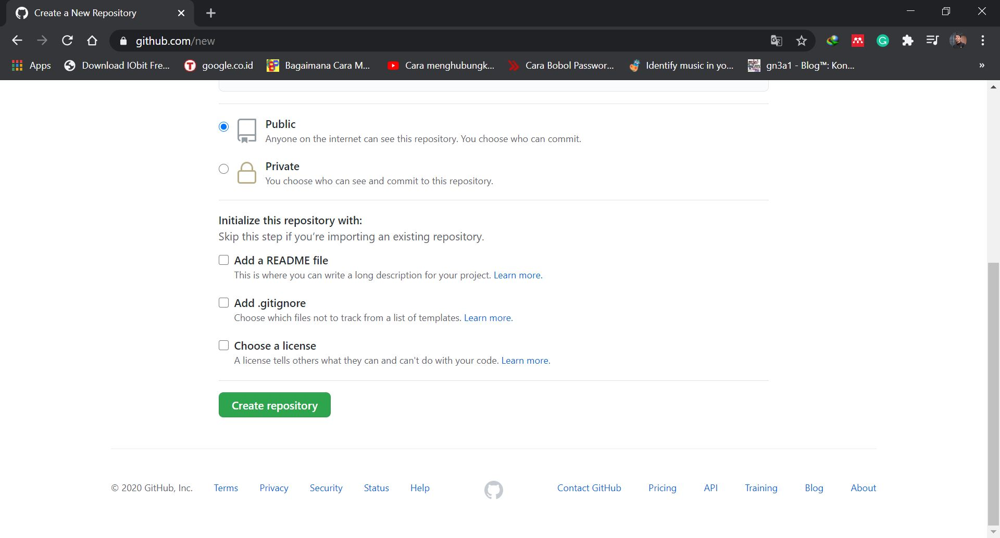 Create a New Repository
github.com/new
Apps
Download IObit Fre...
google.co.id
Bagaimana Cara M...
Cara menghubungk...
Cara Bobol Passwor...
Identify music in yo...
gn3a1 - Blog™: Kon...
»
Public
Anyone on the internet can see this repository. You choose who can commit.
Private
You choose who can see and commit to this repository.
Initialize this repository with:
Skip this step if you’re importing an existing repository.
Add a README file
This is where you can write a long description for your project. Learn more.
Add .gitignore
Choose which files not to track from a list of templates. Learn more.
Choose a license
A license tells others what they can and can't do with your code. Learn more.
Create repository
© 2020 GitHub, Inc.
Terms
Privacy
Security
Status
Help
Contact GitHub
Pricing
API
Training
Blog
About